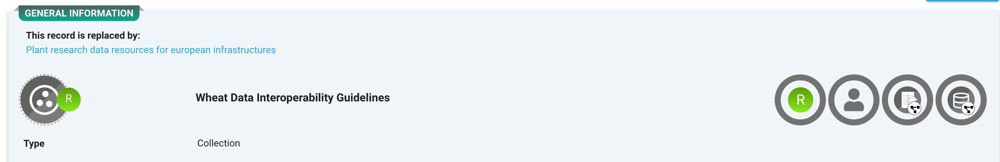 GENERAL INFORMATION
This record is replaced by:
Plant research data resources for european infrastructures
R
Wheat Data Interoperability Guidelines
R
Type
Collection